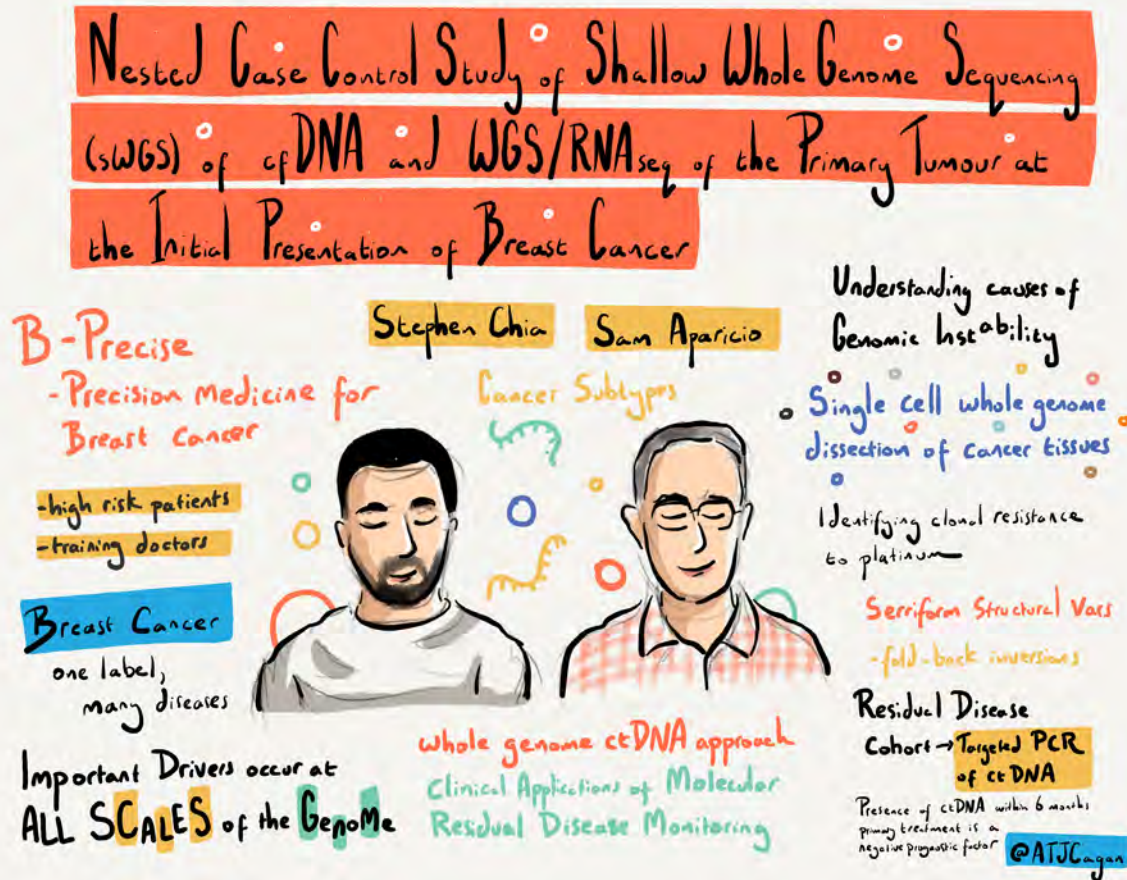 Nested Case Control Study of Shallow Whole Genome Sequencing
(sWGS) of cfDNA and WGS/RNAseq of the Primary Tumour at
the Initial Presentation of Breast Cancer
B-Precise
-Precision Medicine for
Breast Cancer
-high risk patients
-training doctors
Breast Cancer
one label,
many diseases
Important Drivers occur at
ALL SCALES of the GenoMe
Stephen Chia
Sam Aparicio
Cancer Subtypes
whole genome ctDNA approach
Clinical Applications of Molecular
Residual Disease Monitoring
Understanding causes of
Genomic Instability
Single cell whole genome
dissection of cancer tissues
Identifying clonal resistance
to platinum
Serriform Structural Vars
-fold-back inversions
Residual Disease
Cohort → Targeted PCR
of ctDNA
Presence of ctDNA within 6 months
primary treatment is a
negative prognostic factor
@ATJCagan